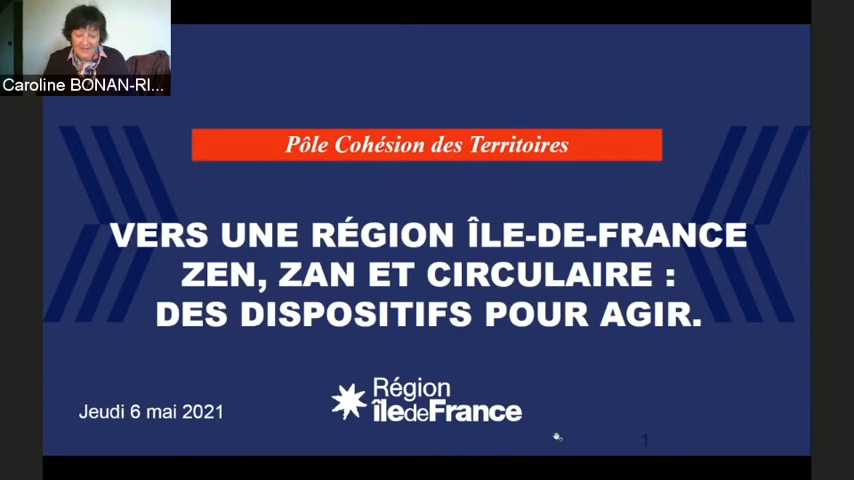 Caroline BONAN-RI...
Pôle Cohésion des Territoires
VERS UNE RÉGION ÎLE-DE-FRANCE
ZEN, ZAN ET CIRCULAIRE :
DES DISPOSITIFS POUR AGIR.
Jeudi 6 mai 2021
Région
îledeFrance
1